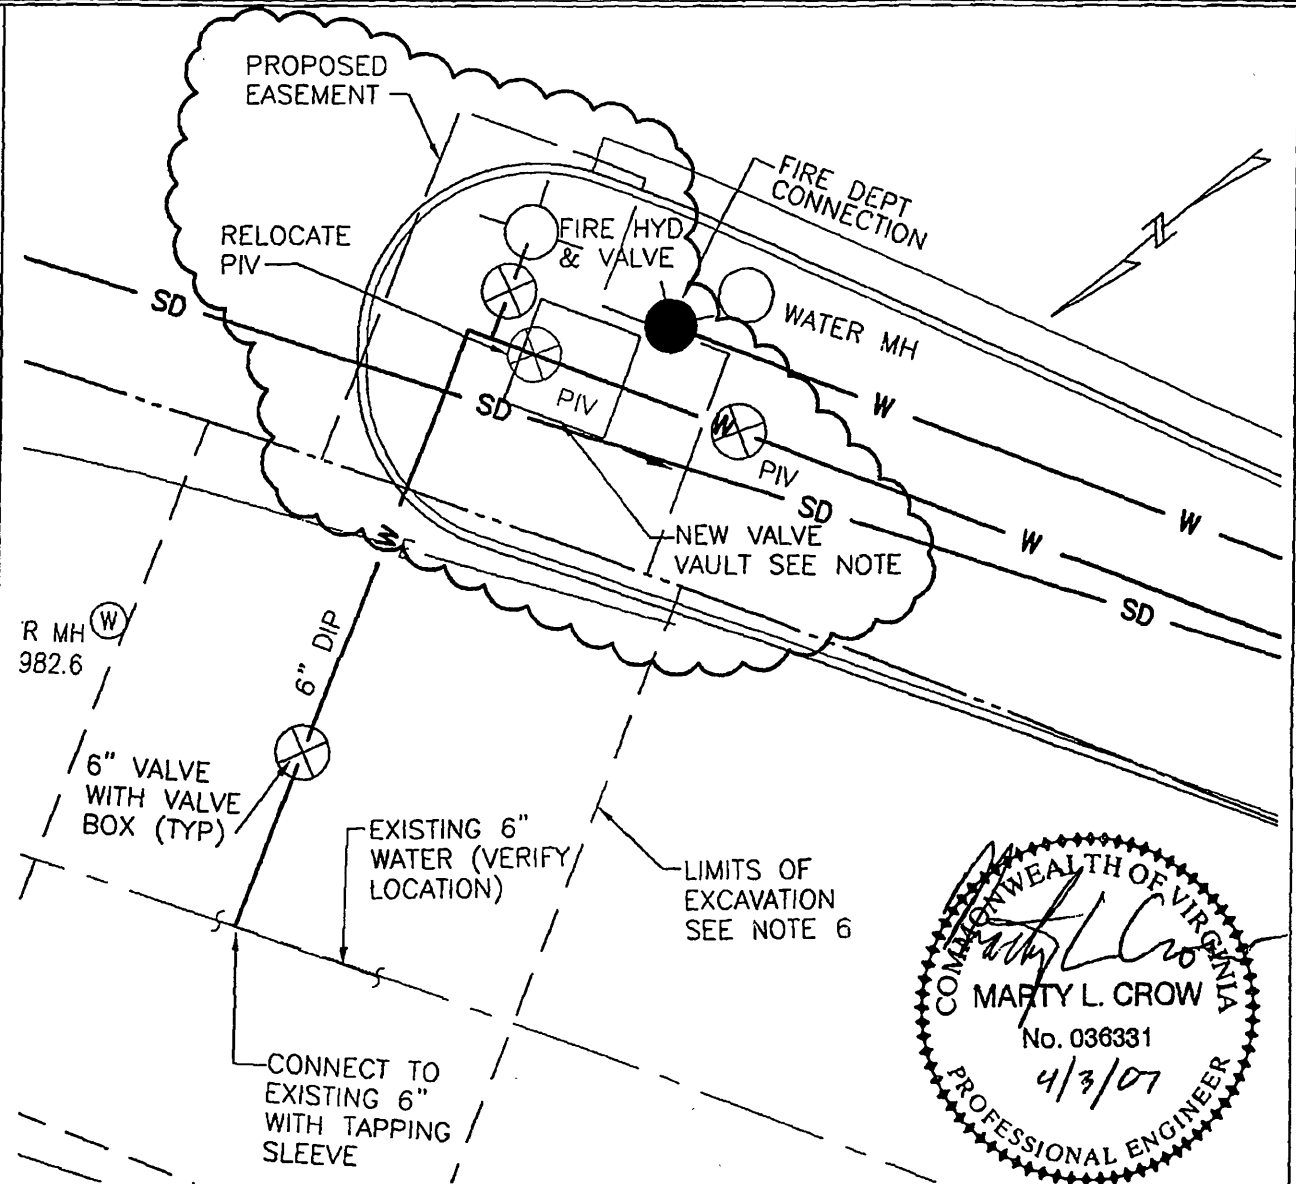 PROPOSED
EASEMENT
FIRE DEPT
CONNECTION
RELOCATE
PIV
FIRE HYD
& VALVE
SD
WATER MH
W
SD
PIV
W
PIV
SD
W
W
NEW VALVE
VAULT SEE NOTE
W
SD
'R MH W
982.6
6" DIP
6" VALVE
WITH VALVE
BOX (TYP)
EXISTING 6"
WATER (VERIFY
LOCATION)
LIMITS OF
EXCAVATION
SEE NOTE 6
CONNECT TO
EXISTING 6"
WITH TAPPING
SLEEVE
COMMONWEALTH OF VIRGINIA
Marty L Crow
MARTY L. CROW
No. 036331
4/3/07
PROFESSIONAL ENGINEER